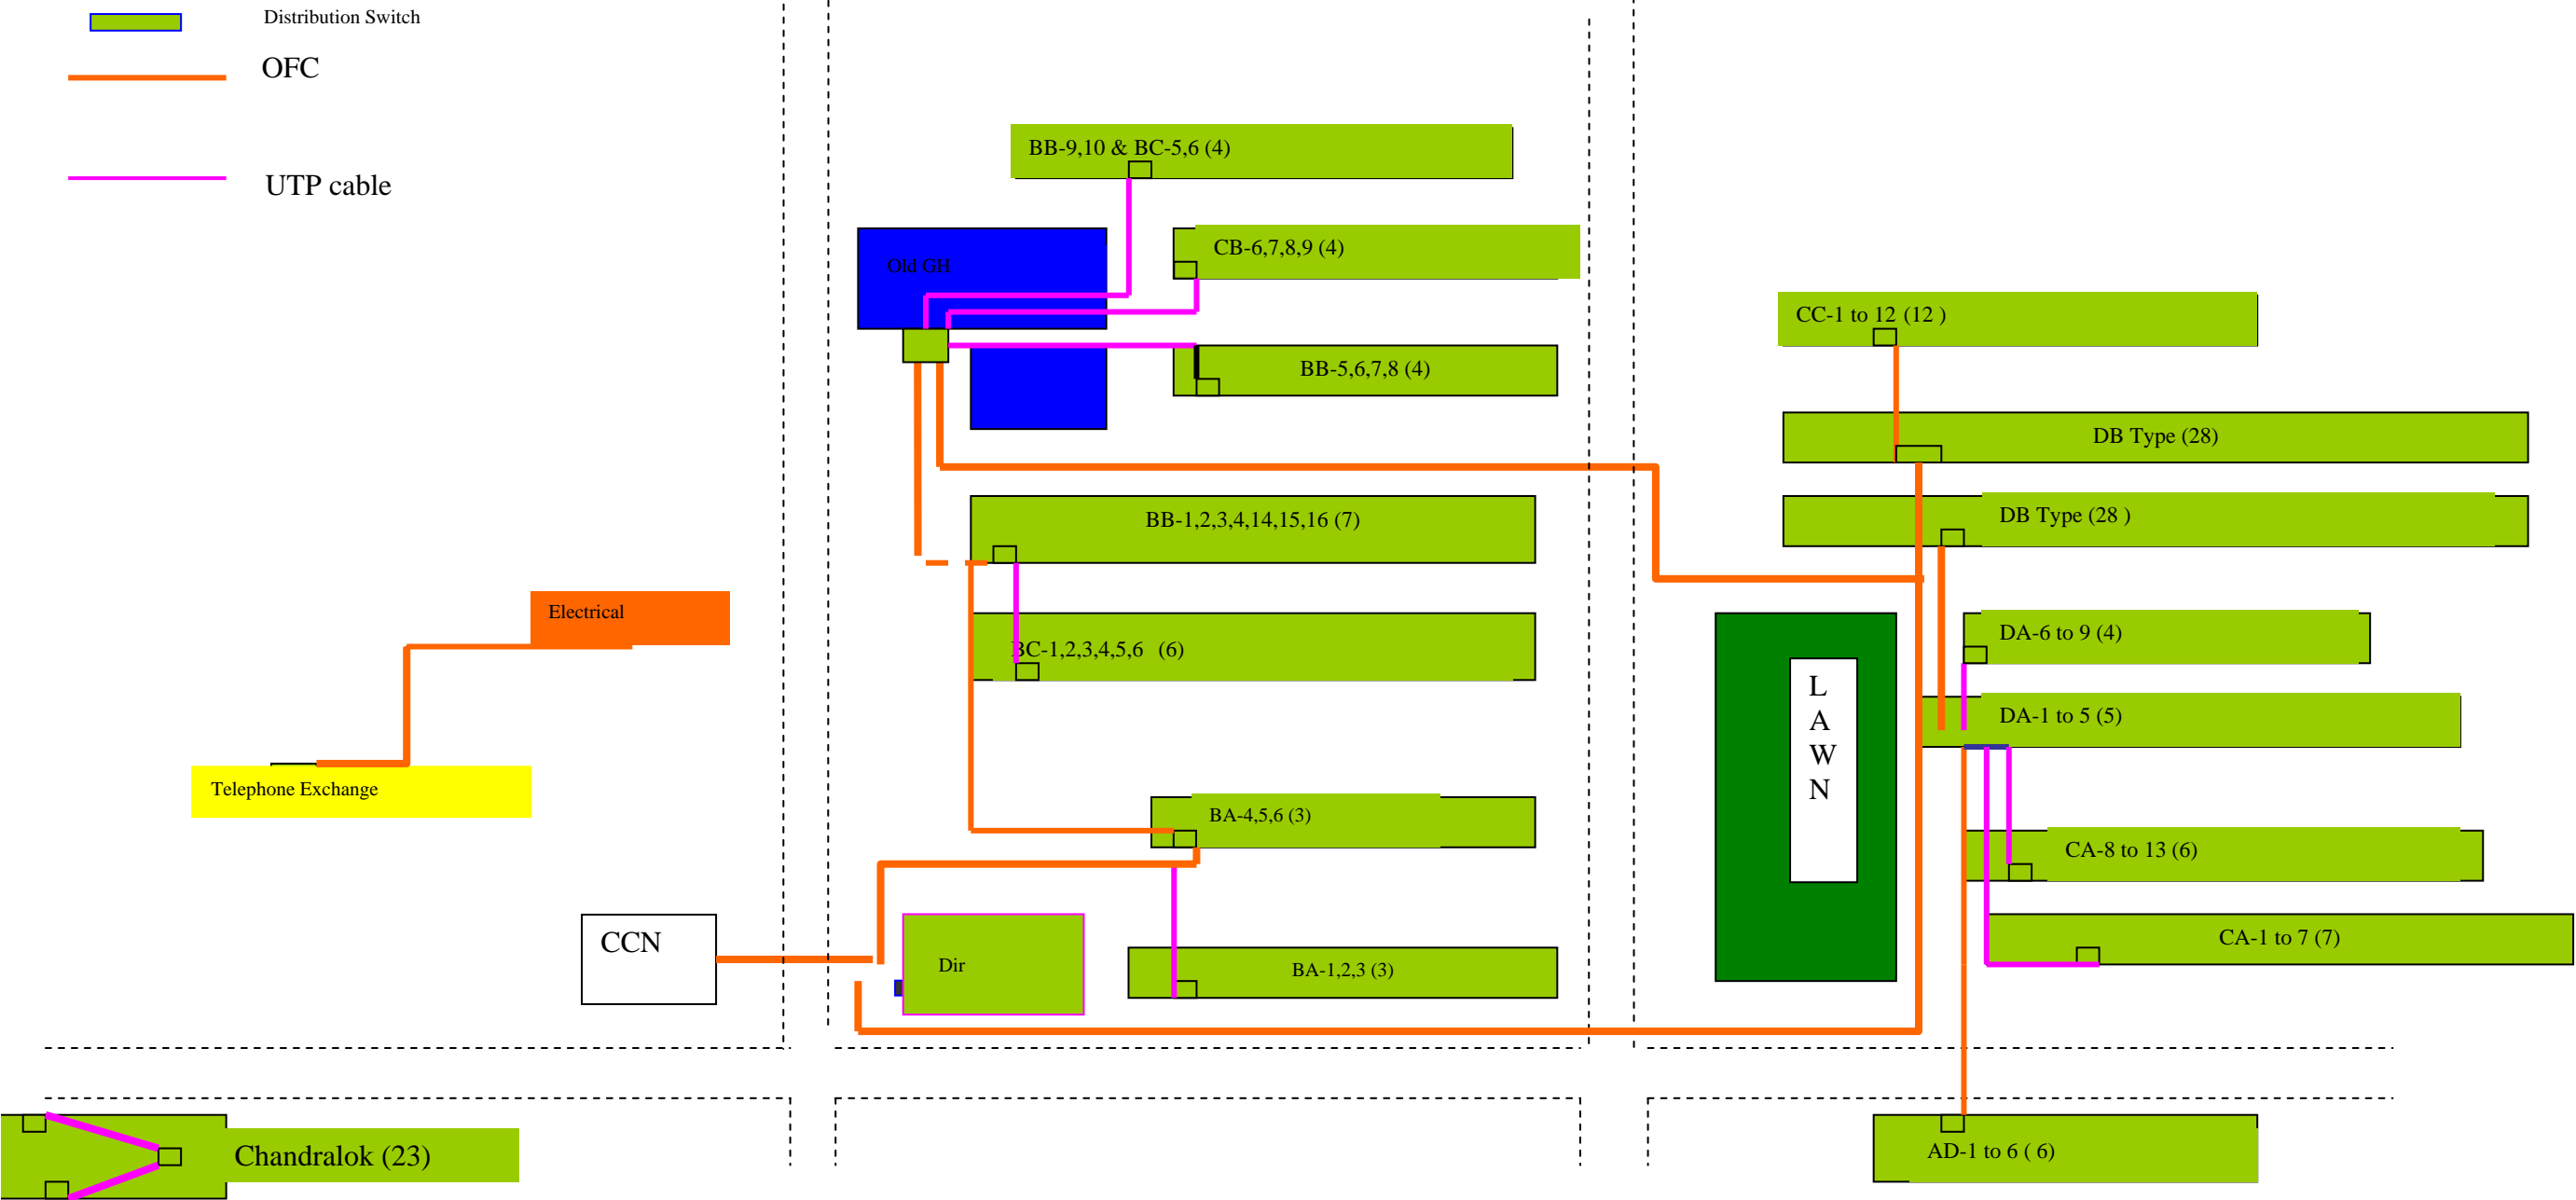 Distribution Switch
OFC
UTP cable
BB-9,10 & BC-5,6 (4)
Old GH
CB-6,7,8,9 (4)
BB-5,6,7,8 (4)
CC-1 to 12 (12 )
DB Type (28)
BB-1,2,3,4,14,15,16 (7)
DB Type (28 )
Electrical
BC-1,2,3,4,5,6 (6)
DA-6 to 9 (4)
L
A
W
N
DA-1 to 5 (5)
Telephone Exchange
BA-4,5,6 (3)
CA-8 to 13 (6)
CCN
Dir
BA-1,2,3 (3)
CA-1 to 7 (7)
Chandralok (23)
AD-1 to 6 ( 6)